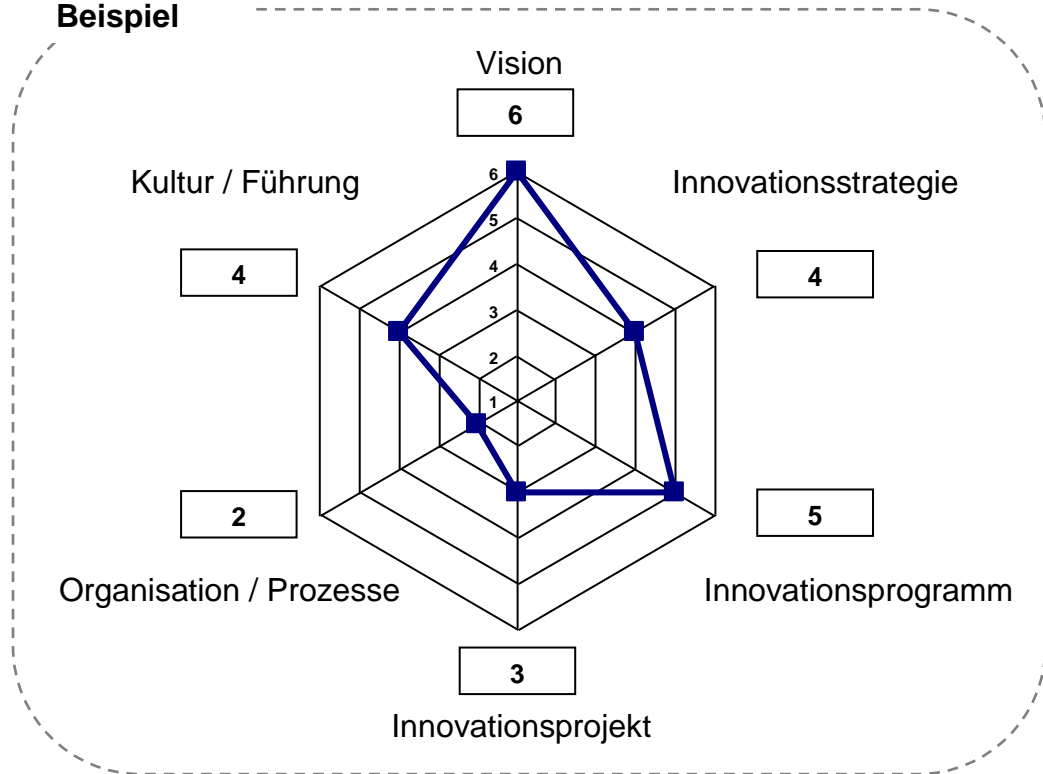 Beispiel
Vision
6
Kultur / Führung
Innovationsstrategie
4
4
6
5
4
3
2
1
2
5
Organisation / Prozesse
Innovationsprogramm
3
Innovationsprojekt